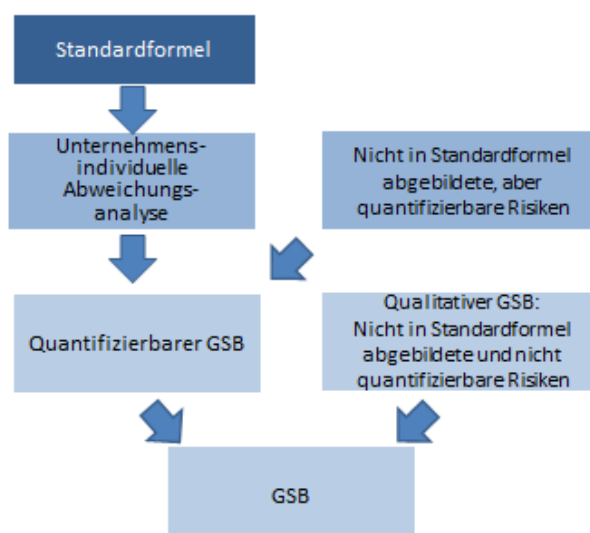 Standardformel
Unternehmens-
individuelle
Abweichungs-
analyse
Nicht in Standardformel
abgebildete, aber
quantifizierbare Risiken
Quantifizierbarer GSB
Qualitativer GSB:
Nicht in Standardformel
abgebildete und nicht
quantifizierbare Risiken
GSB